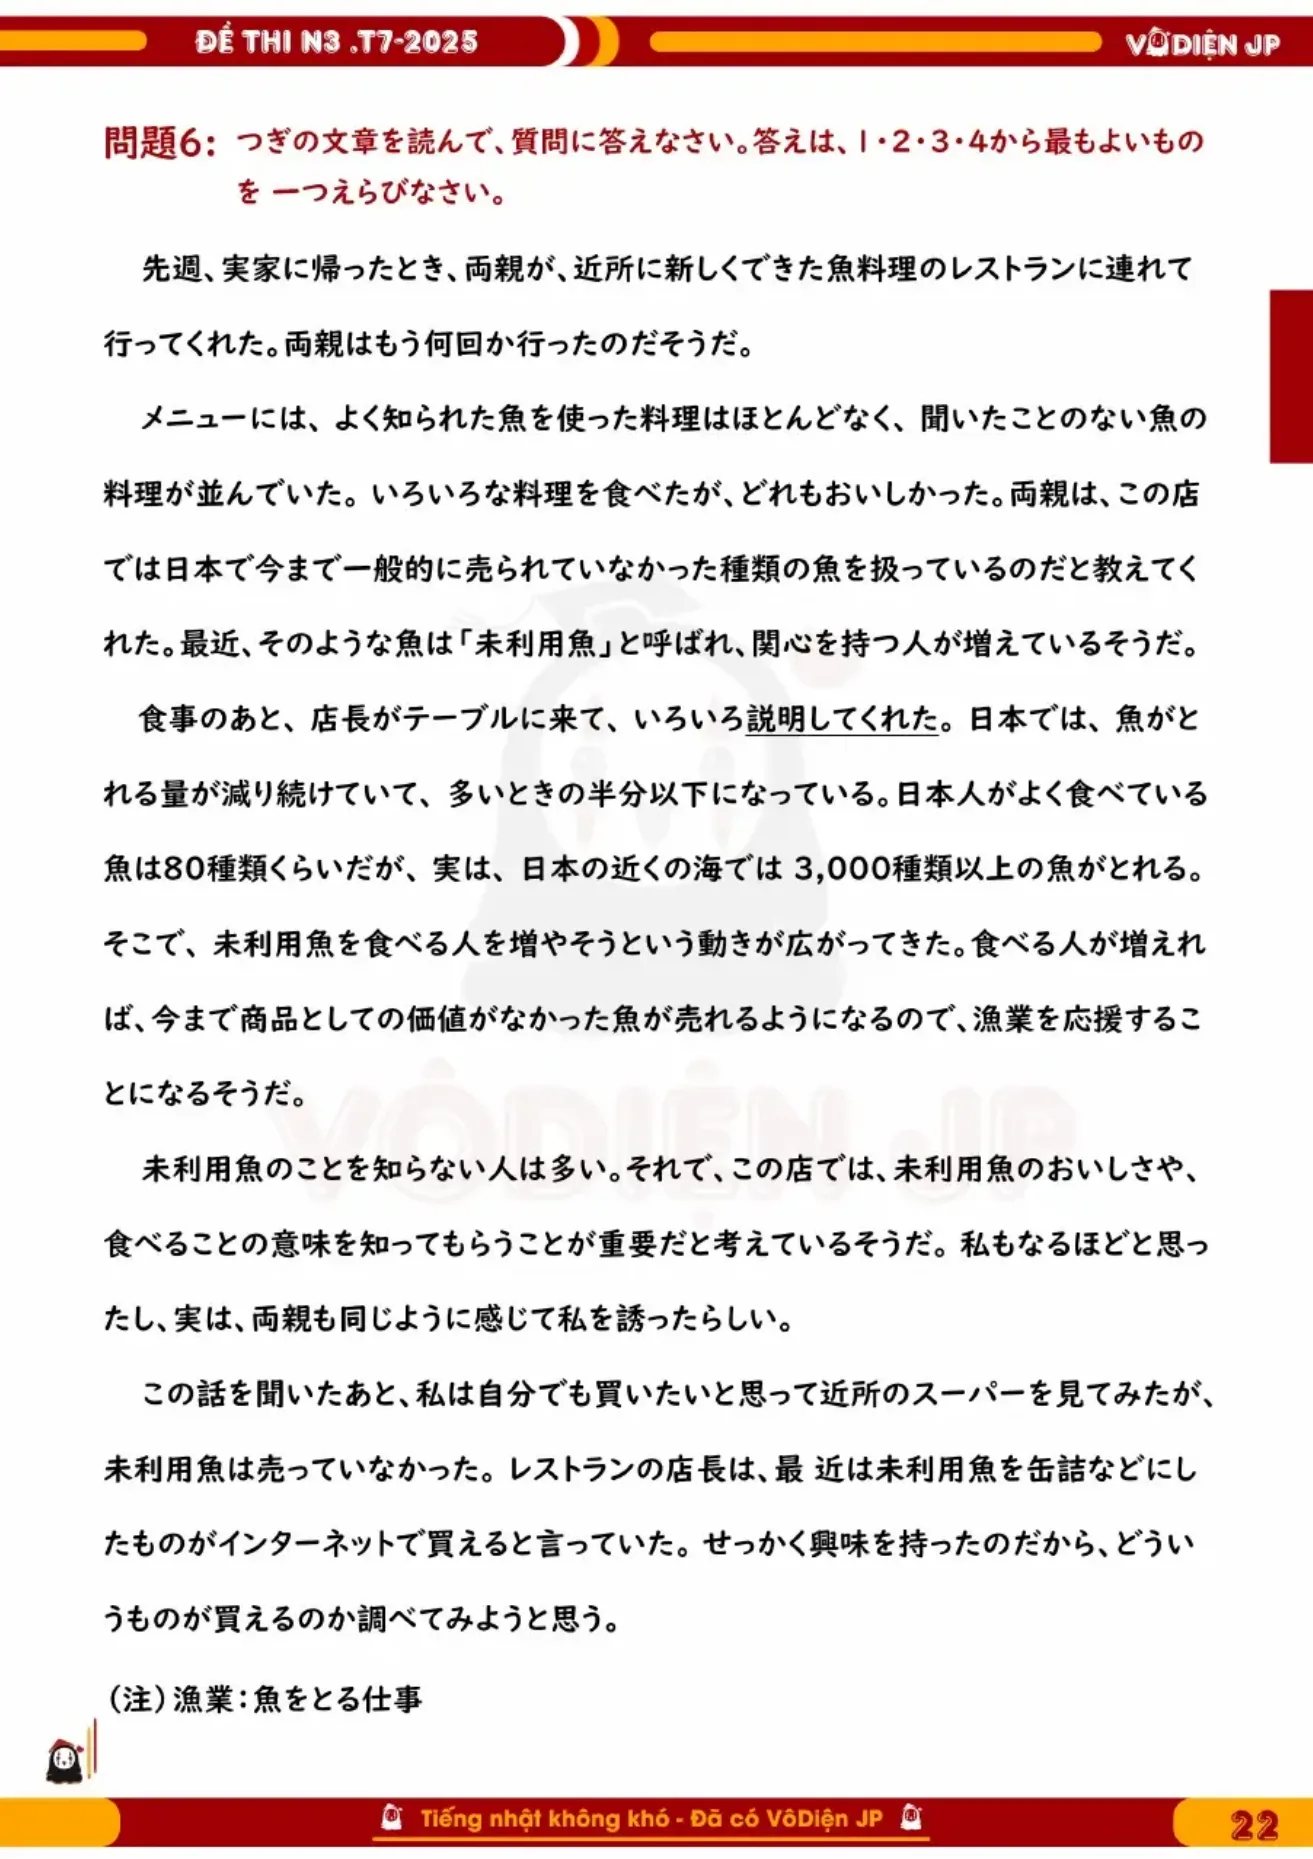 ĐỀ THI N3 .T7-2025
VÔDIỆN JP
問題6: つぎの文章を読んで、質問に答えなさい。答えは、1・2・3・4から最もよいもの
を 一つえらびなさい。
先週、実家に帰ったとき、両親が、近所に新しくできた魚料理のレストランに連れて
行ってくれた。両親はもう何回か行ったのだそうだ。
メニューには、よく知られた魚を使った料理はほとんどなく、聞いたことのない魚の
料理が並んでいた。いろいろな料理を食べたが、どれもおいしかった。両親は、この店
では日本で今まで一般的に売られていなかった種類の魚を扱っているのだと教えてく
れた。最近、そのような魚は「未利用魚」と呼ばれ、関心を持つ人が増えているそうだ。
食事のあと、店長がテーブルに来て、いろいろ説明してくれた。日本では、魚がと
れる量が減り続けていて、多いときの半分以下になっている。日本人がよく食べている
魚は80種類くらいだが、実は、日本の近くの海では 3,000種類以上の魚がとれる。
そこで、未利用魚を食べる人を増やそうという動きが広がってきた。食べる人が増えれ
ば、今まで商品としての価値がなかった魚が売れるようになるので、漁業を応援するこ
とになるそうだ。
VÔDIỆN JP
未利用魚のことを知らない人は多い。それで、この店では、未利用魚のおいしさや、
食べることの意味を知ってもらうことが重要だと考えているそうだ。私もなるほどと思っ
たし、実は、両親も同じように感じて私を誘ったらしい。
この話を聞いたあと、私は自分でも買いたいと思って近所のスーパーを見てみたが、
未利用魚は売っていなかった。レストランの店長は、最 近は未利用魚を缶詰などにし
たものがインターネットで買えると言っていた。せっかく興味を持ったのだから、どうい
うものが買えるのか調べてみようと思う。
(注)漁業:魚をとる仕事
Tiếng nhật không khó - Đã có VôDiện JP
22